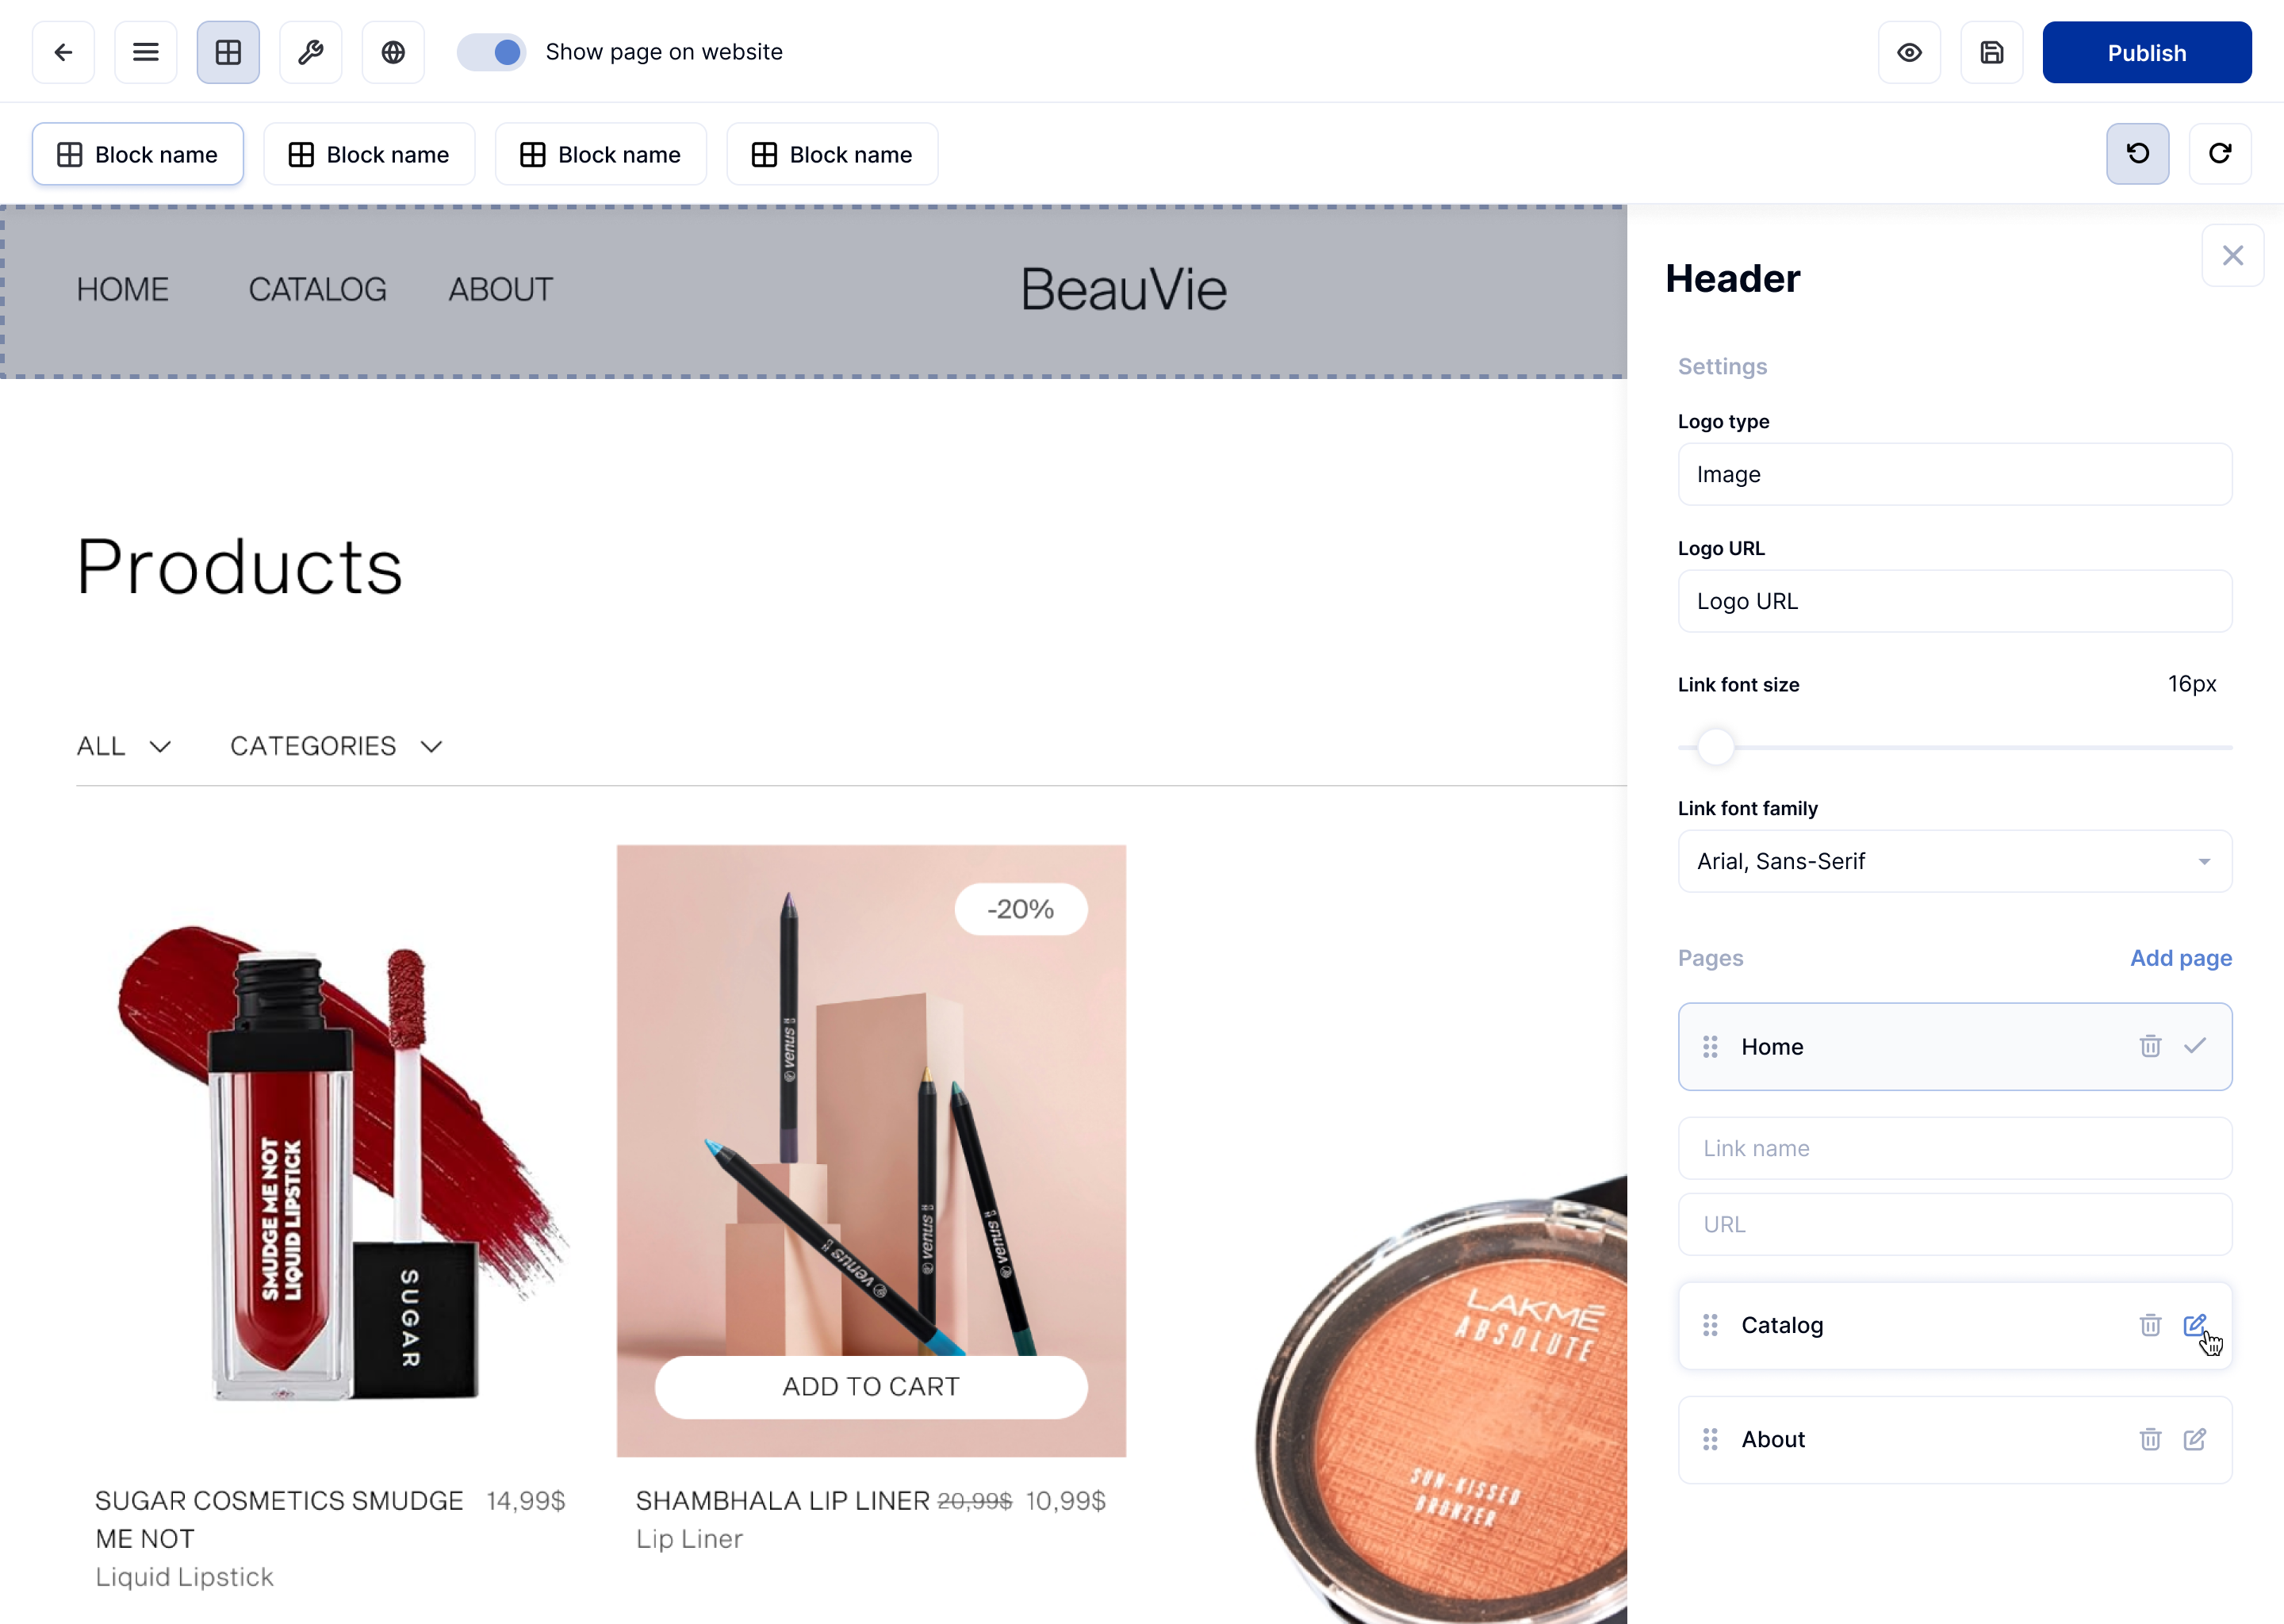 Show page on website
Publish
Block name
Block name
Block name
Block name
HOME
CATALOG
ABOUT
BeauVie
Products
ALL
CATEGORIES
SMUDGE ME NOT
LIQUID LIPSTICK
SUGAR
-20%
venus
venus
venus
venus
ADD TO CART
LAKMĒ
ABSOLUTE
SUN-KISSED
BRONZER
SUGAR COSMETICS SMUDGE 14,99$
ME NOT
Liquid Lipstick
SHAMBHALA LIP LINER 20,99$ 10,99$
Lip Liner
Header
Settings
Logo type
Image
Logo URL
Logo URL
Link font size 16px
Link font family
Arial, Sans-Serif
Pages Add page
Home
Link name
URL
Catalog
About